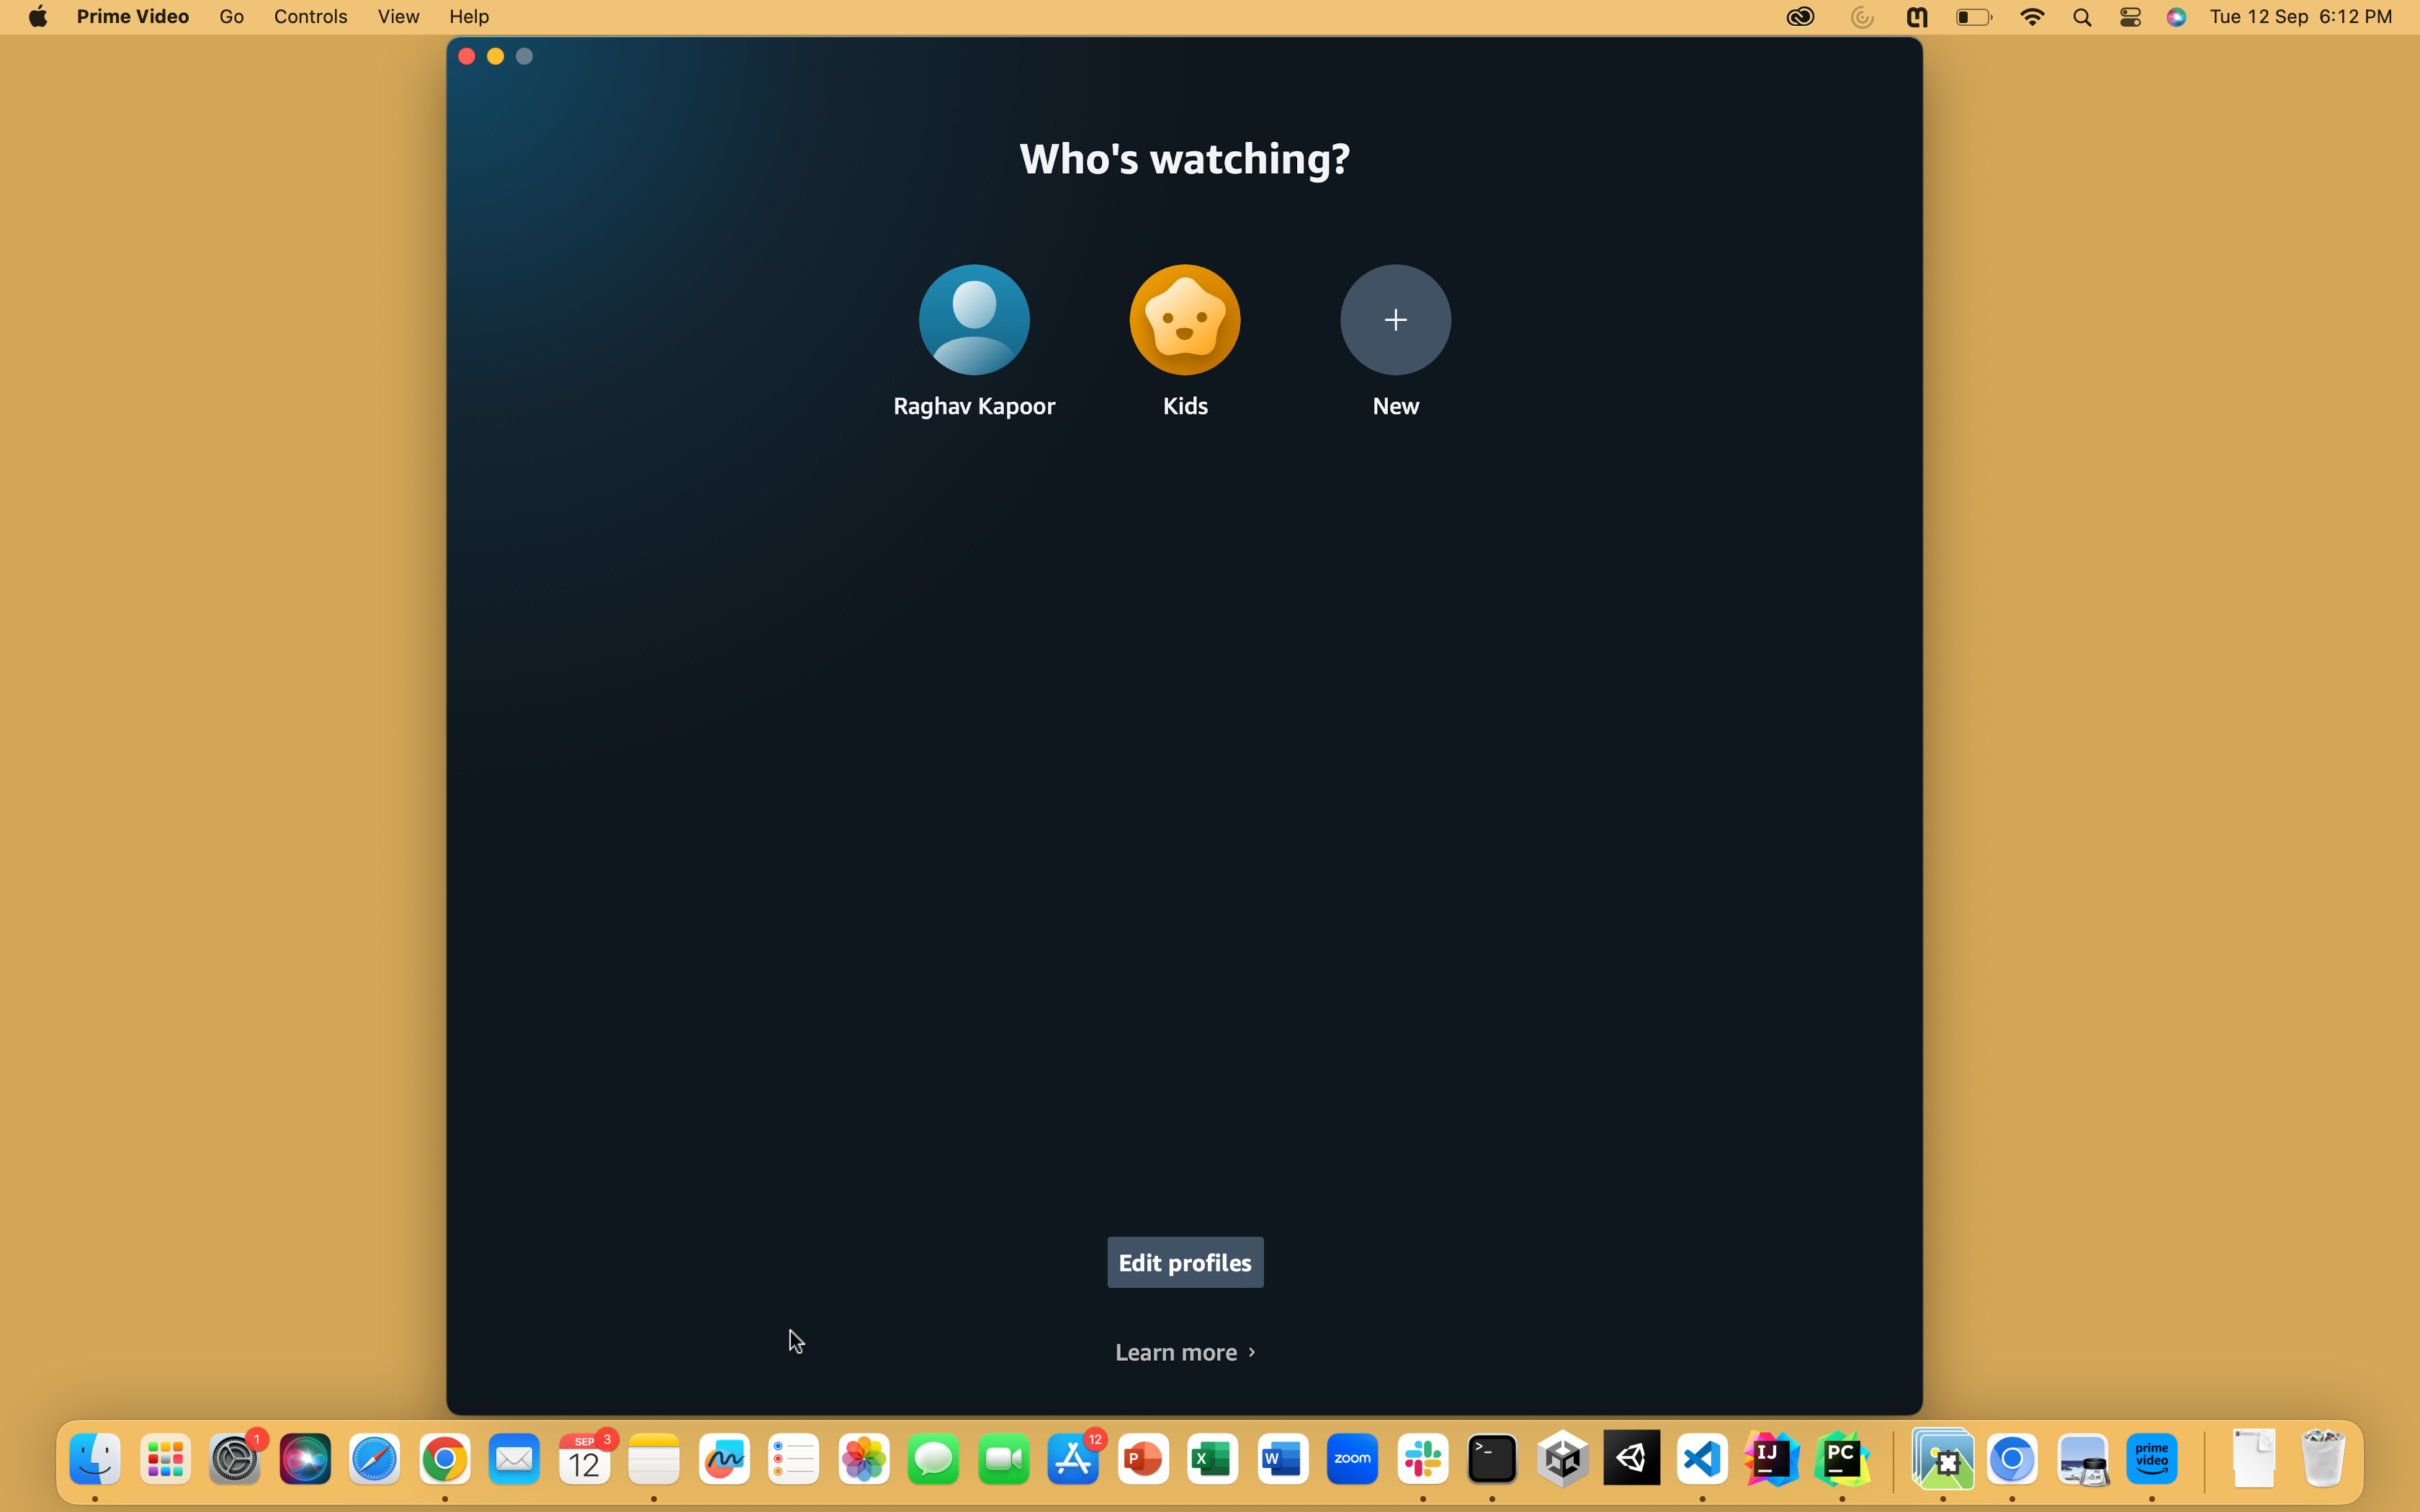 Prime Video Go Controls View Help Tue 12 Sep 6:12 PM
Who's watching?
Raghav Kapoor Kids New
Edit profiles
Learn more ›
1 SEP 3 12
12 P X W zoom >_ IJ PC prime
video